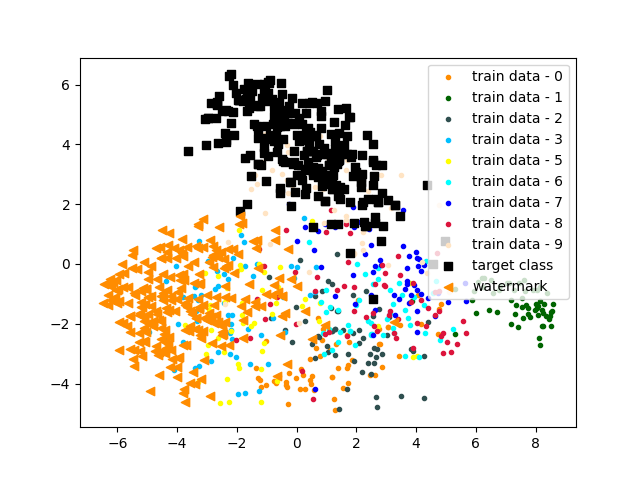 train data - 0
train data - 1
train data - 2
train data - 3
train data - 5
train data - 6
train data - 7
train data - 8
train data - 9
target class
watermark
6
4
2
0
−2
−4
−6 −4 −2 0 2 4 6 8